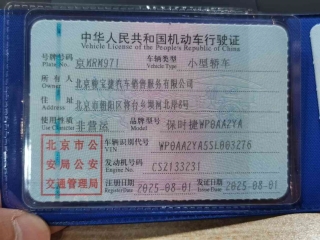 中华人民共和国机动车行驶证
Vehicle License of the People's Republic of China
号牌号码 京MRM971 车辆类型 小型轿车
Plate No. Vehicle Type
所有人 北京骏宝捷汽车销售服务有限公司
Owner
住址 北京市朝阳区将台乡 北岸6号
Address
使用性质 非营运 品牌型号 保时捷WP0AA2YA
Use Character Model
北京市公安局公安交通管理局
车辆识别代号 WP0AA2YA5SL003276
VIN
发动机号码 CS2133231
Engine No.
注册日期 2025-08-01 发证日期 2025-08-01
Register Date Issue Date